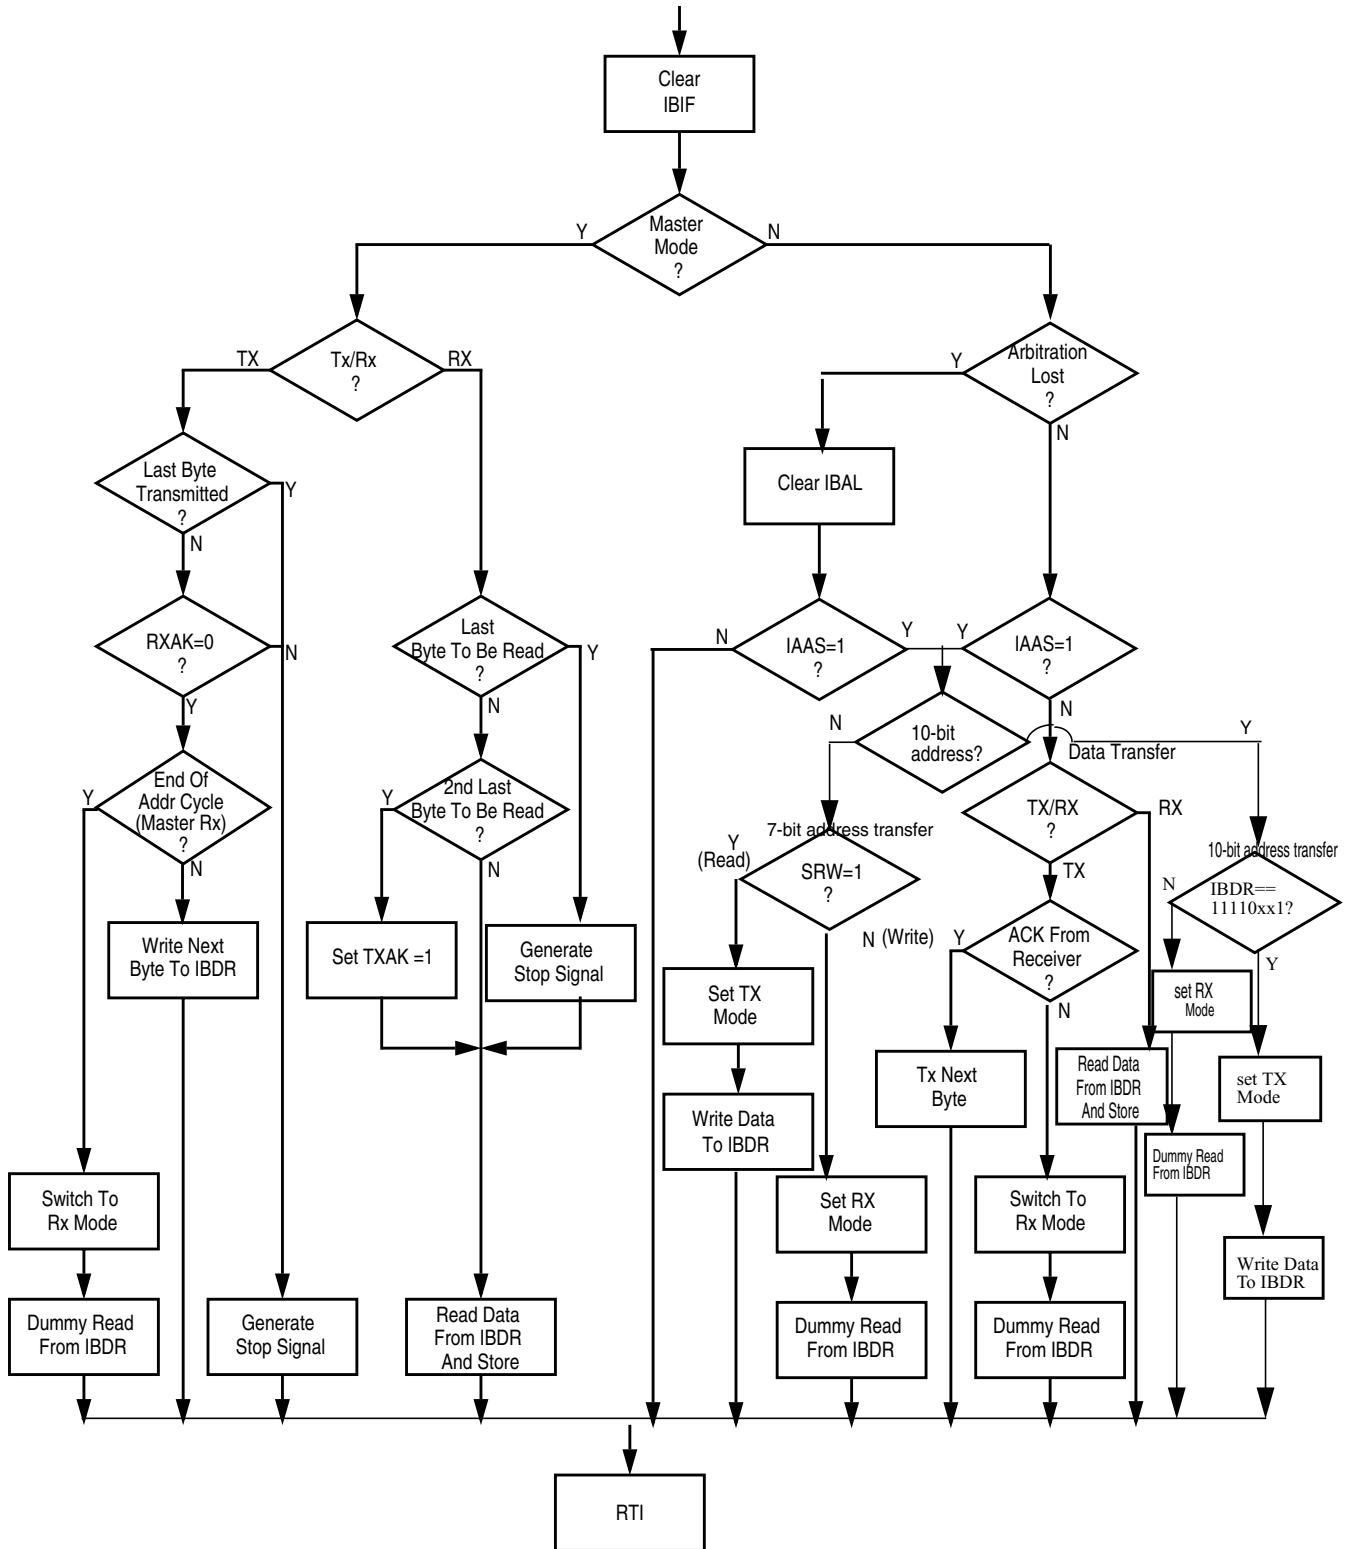 Clear
IBIF
Master
Mode
?
Y
N
Tx/Rx
?
TX
RX
Arbitration
Lost
?
Y
N
Last Byte
Transmitted
?
Y
N
Clear IBAL
RXAK=0
?
N
Y
Last
Byte To Be Read
?
Y
N
IAAS=1
?
N
Y
Y
IAAS=1
?
N
10-bit
address?
N
Y
Data Transfer
End Of
Addr Cycle
(Master Rx)
?
Y
N
2nd Last
Byte To Be Read
?
Y
N
7-bit address transfer
Y
(Read)
SRW=1
?
N (Write)
TX/RX
?
RX
TX
10-bit address transfer
IBDR==
11110xx1?
N
Y
Write Next
Byte To IBDR
Set TXAK =1
Generate
Stop Signal
Set TX
Mode
ACK From
Receiver
?
Y
N
set RX
Mode
Tx Next
Byte
Read Data
From IBDR
And Store
set TX
Mode
Write Data
To IBDR
Dummy Read
From IBDR
Switch To
Rx Mode
Set RX
Mode
Switch To
Rx Mode
Write Data
To IBDR
Dummy Read
From IBDR
Generate
Stop Signal
Read Data
From IBDR
And Store
Dummy Read
From IBDR
Dummy Read
From IBDR
RTI